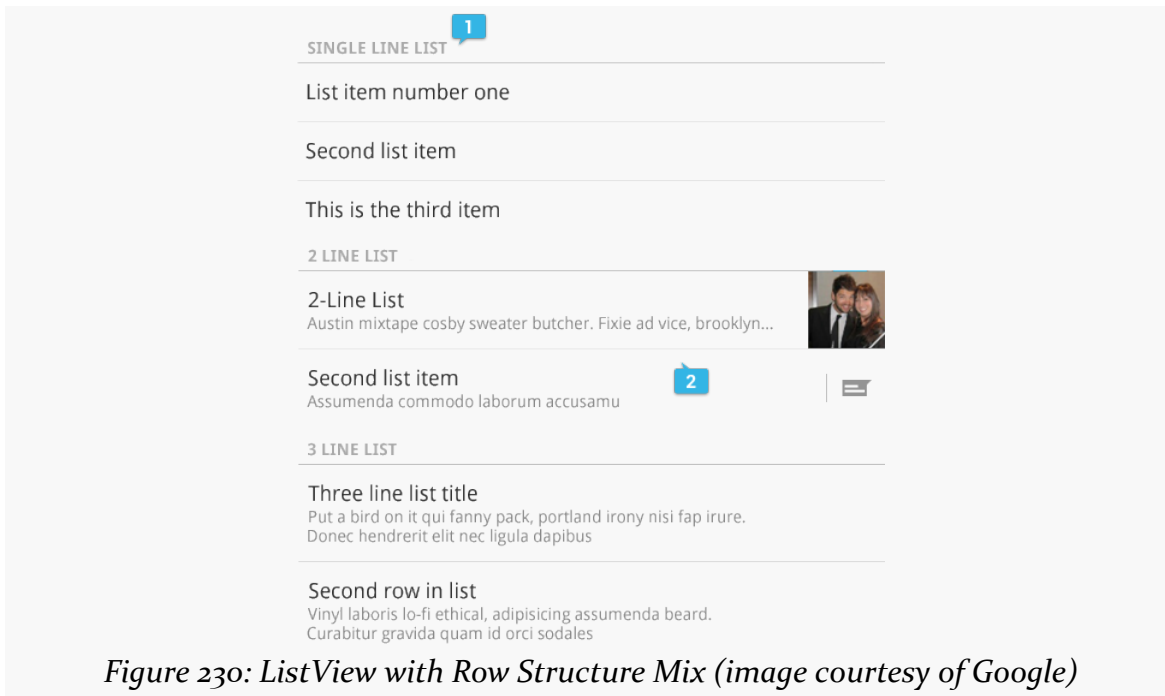 1
SINGLE LINE LIST
List item number one
Second list item
This is the third item
2 LINE LIST
2-Line List
Austin mixtape cosby sweater butcher. Fixie ad vice, brooklyn...
Second list item
2
Assumenda commodo laborum accusamu
3 LINE LIST
Three line list title
Put a bird on it qui fanny pack, portland irony nisi fap irure.
Donec hendrerit elit nec ligula dapibus
Second row in list
Vinyl laboris lo-fi ethical, adipisicing assumenda beard.
Curabitur gravida quam id orci sodales
Figure 230: ListView with Row Structure Mix (image courtesy of Google)